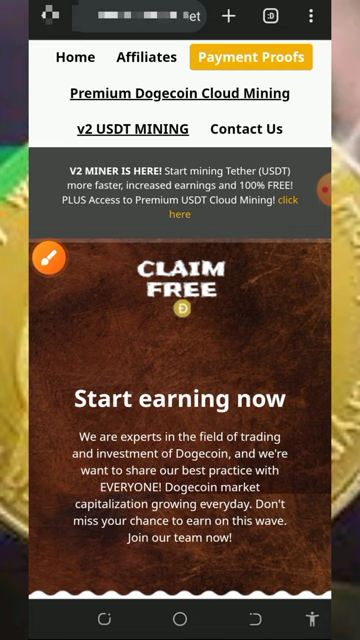 et
:D
Home Affiliates Payment Proofs
Premium Dogecoin Cloud Mining
v2 USDT MINING Contact Us
V2 MINER IS HERE! Start mining Tether (USDT)
more faster, increased earnings and 100% FREE!
PLUS Access to Premium USDT Cloud Mining! click
here
CLAIM
FREE
Ð
Start earning now
We are experts in the field of trading
and investment of Dogecoin, and we're
want to share our best practice with
EVERYONE! Dogecoin market
capitalization growing everyday. Don't
miss your chance to earn on this wave.
Join our team now!